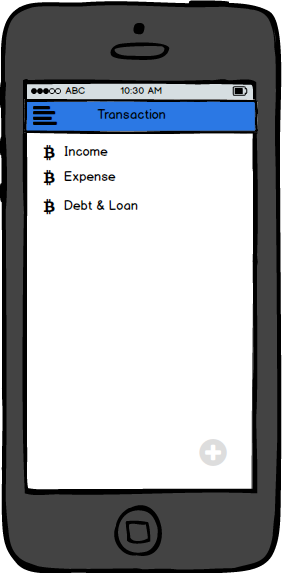 ABC 10:30 AM
Transaction
Income
Expense
Debt & Loan